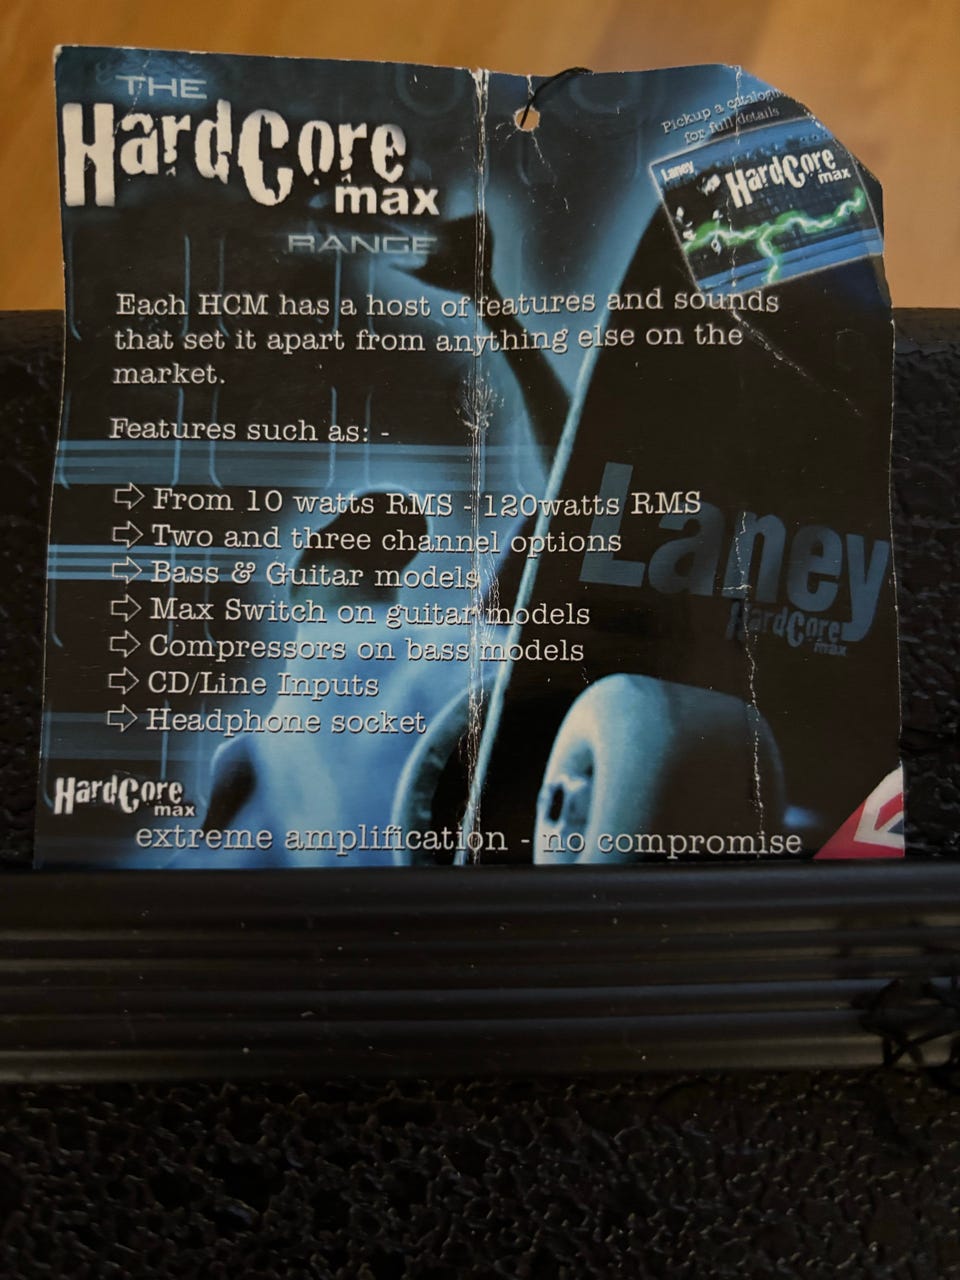 THE
HardCore
max
RANGE
Pickup a catalogue
for full details
Laney
HardCore
max
Each HCM has a host of features and sounds
that set it apart from anything else on the
market.
Features such as: -
From 10 watts RMS - 120watts RMS
Two and three channel options
Bass & Guitar models
Max Switch on guitar models
Compressors on bass models
CD/Line Inputs
Headphone socket
Laney
HardCore
max
HardCore
max
extreme amplification - no compromise